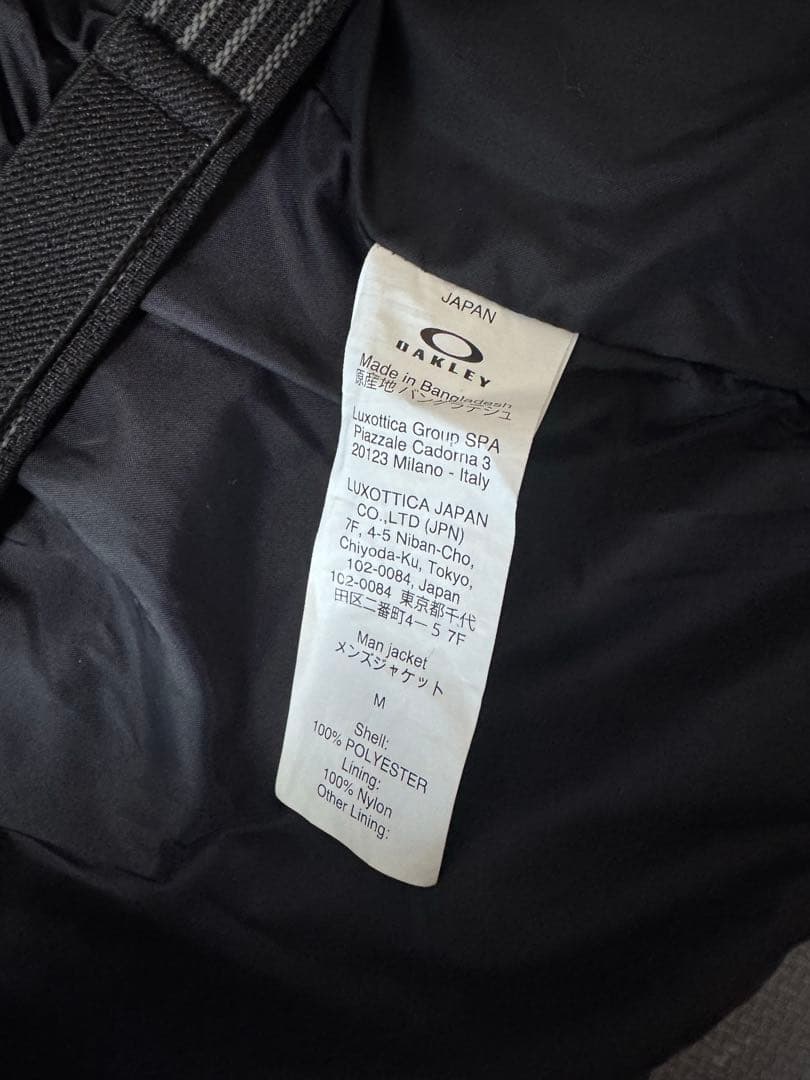 JAPAN
OAKLEY
Made in Bangladesh
原産地 バングラデシュ
Luxottica Group SPA
Piazzale Cadorna 3
20123 Milano - Italy
LUXOTTICA JAPAN
CO.,LTD (JPN)
7F, 4-5 Niban-Cho,
Chiyoda-Ku, Tokyo,
102-0084, Japan
102-0084 東京都千代
田区二番町4ー5 7F
Man jacket
メンズジャケット
M
Shell:
100% POLYESTER
Lining:
100% Nylon
Other Lining: